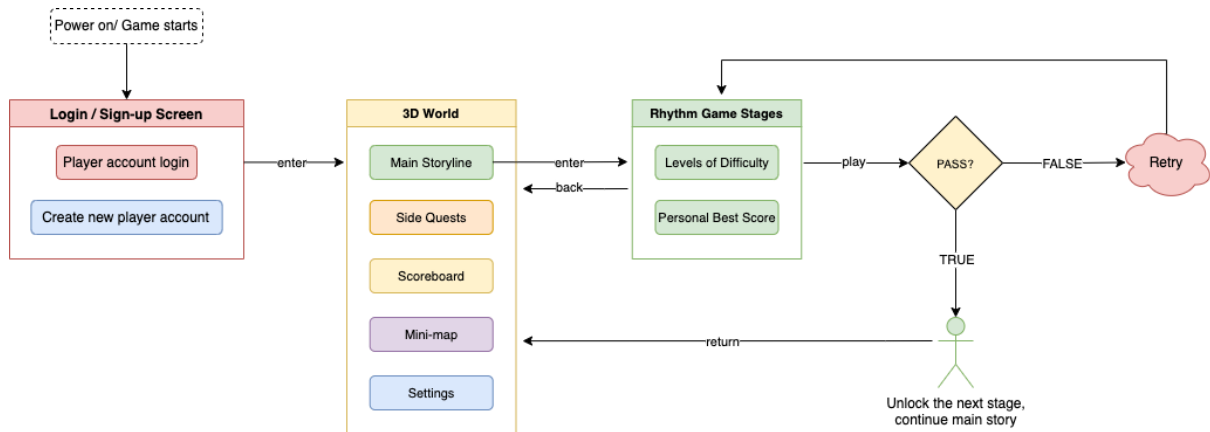 Power on/ Game starts
Login / Sign-up Screen
Player account login
Create new player account
enter
3D World
Main Storyline
Side Quests
Scoreboard
Mini-map
Settings
enter
back
Rhythm Game Stages
Levels of Difficulty
Personal Best Score
play
PASS?
FALSE
Retry
TRUE
return
Unlock the next stage,
continue main story